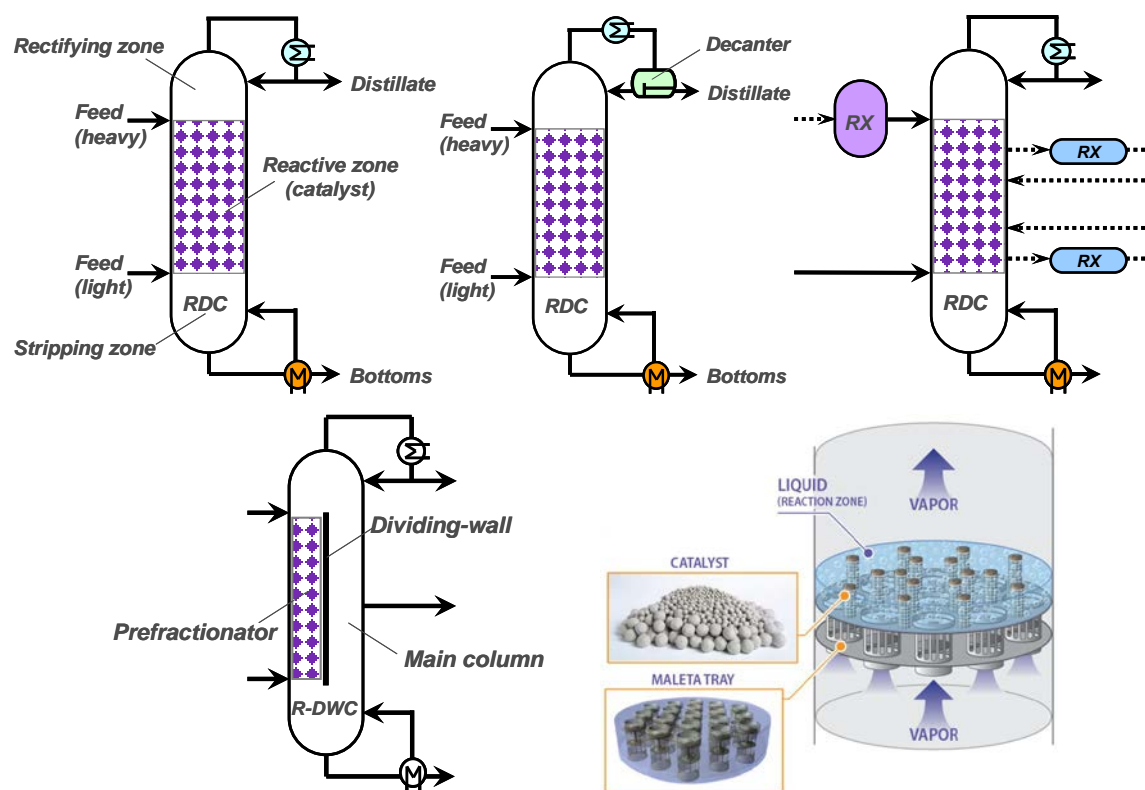 Rectifying zone
Distillate
Feed
(heavy)
Reactive zone
(catalyst)
Feed
(light)
RDC
Stripping zone
M
M
Bottoms
Decanter
Distillate
Feed
(heavy)
Feed
(light)
RDC
M
M
Bottoms
RX
RX
RX
RDC
M
M
Dividing-wall
Prefractionator
Main column
R-DWC
M
M
LIQUID
(REACTION ZONE)
VAPOR
CATALYST
MALETA TRAY
VAPOR